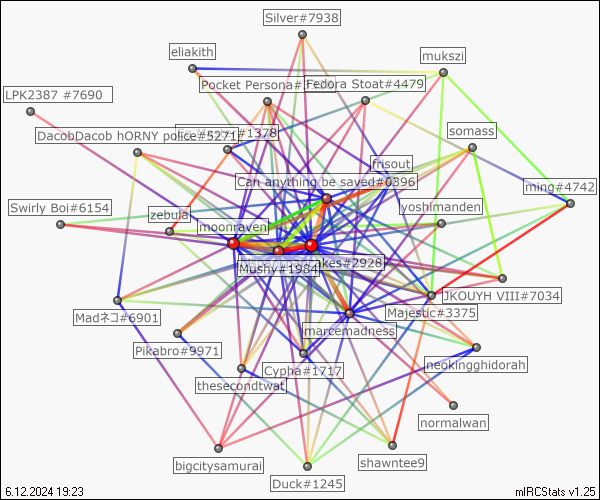 Silver#7938
eliakith
mukszi
Pocket Persona#
Fedora Stoat#4479
LPK2387 #7690
DacobDacob hORNY police#5271
#1378
somass
frisout
Can anything be saved#0396
ming#4742
Swirly Boi#6154
zebula
yoshimanden
moonraven
akes#2928
Mushy#1984
JKOUYH VIII#7034
Madネコ#6901
Majestic#3375
marcemadness
Pikabro#9971
Cypha#1717
neokingghidorah
thesecondtwat
normalwan
bigcitysamurai
shawntee9
Duck#1245
6.12.2024 19:23
mIRCStats v1.25